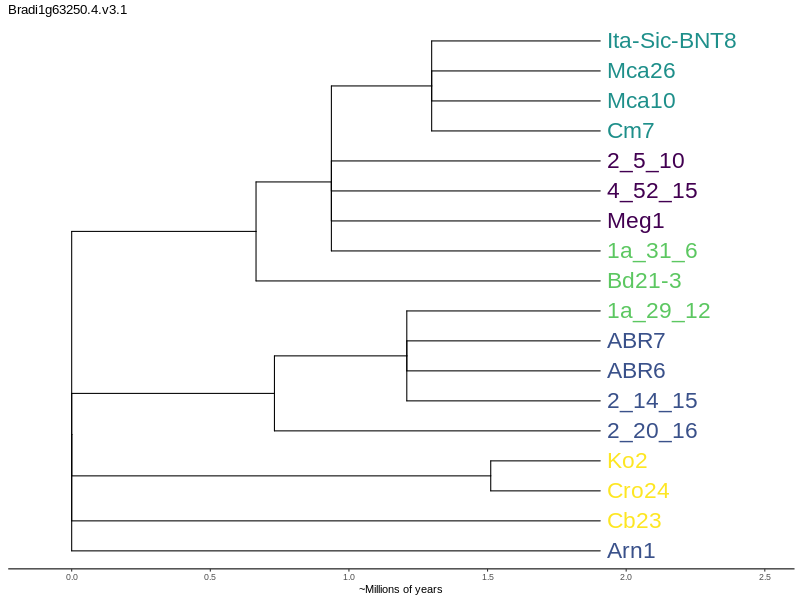 Bradi1g63250.4.v3.1
Ita-Sic-BNT8
Mca26
Mca10
Cm7
2_5_10
4_52_15
Meg1
1a_31_6
Bd21-3
1a_29_12
ABR7
ABR6
2_14_15
2_20_16
Ko2
Cro24
Cb23
Arn1
0.0 0.5 1.0 1.5 2.0 2.5
~Millions of years